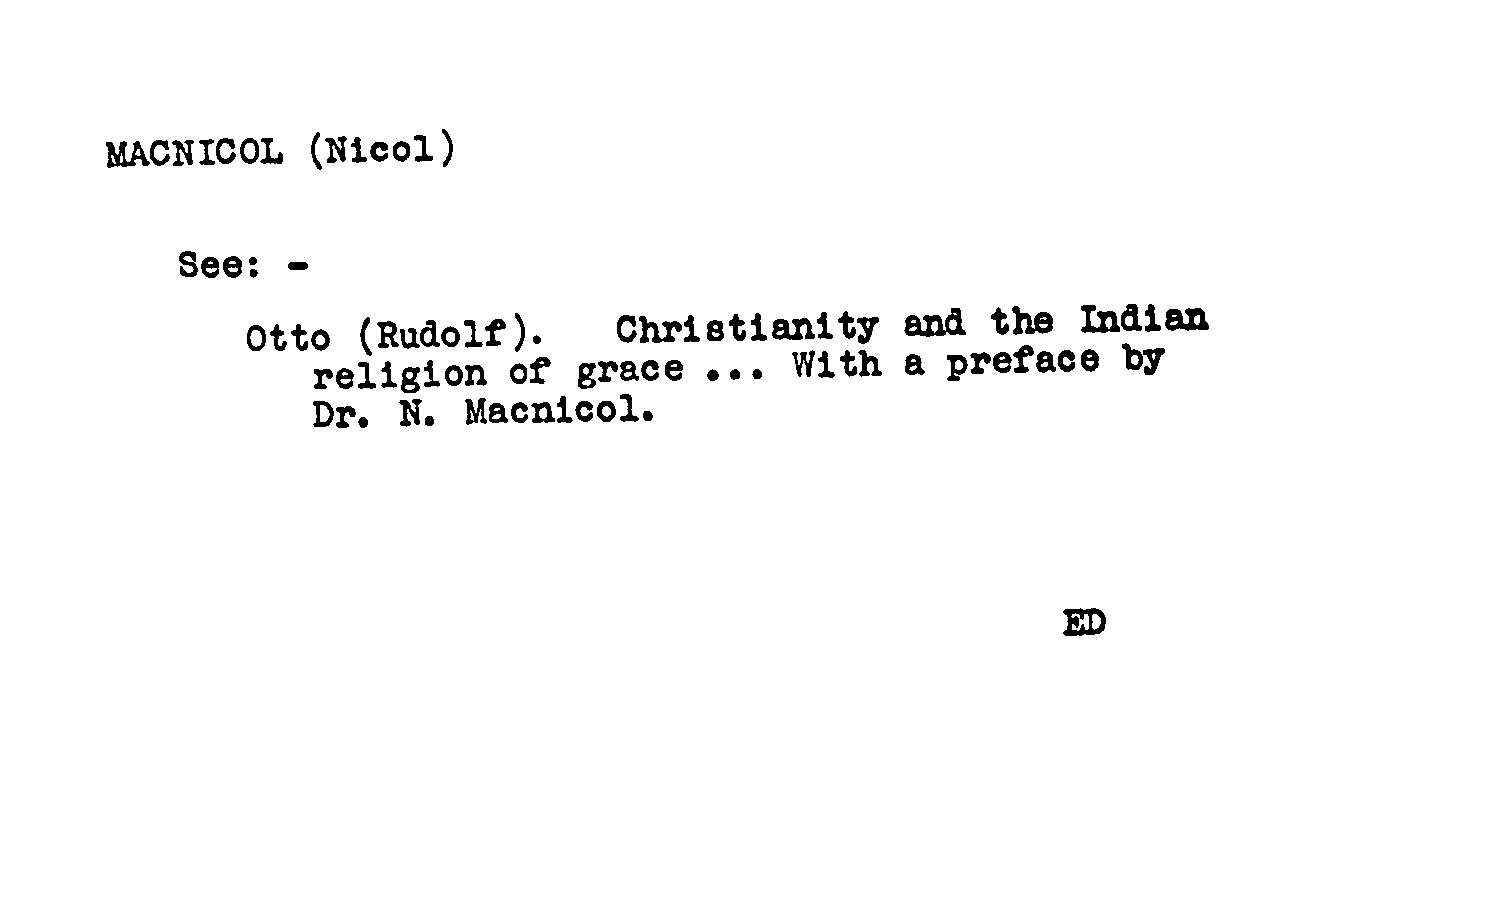 MACNICOL (Nicol)
See: -
Otto (Rudolf). Christianity and the Indian
religion of grace ... With a preface by
Dr. N. Macnicol.
ED